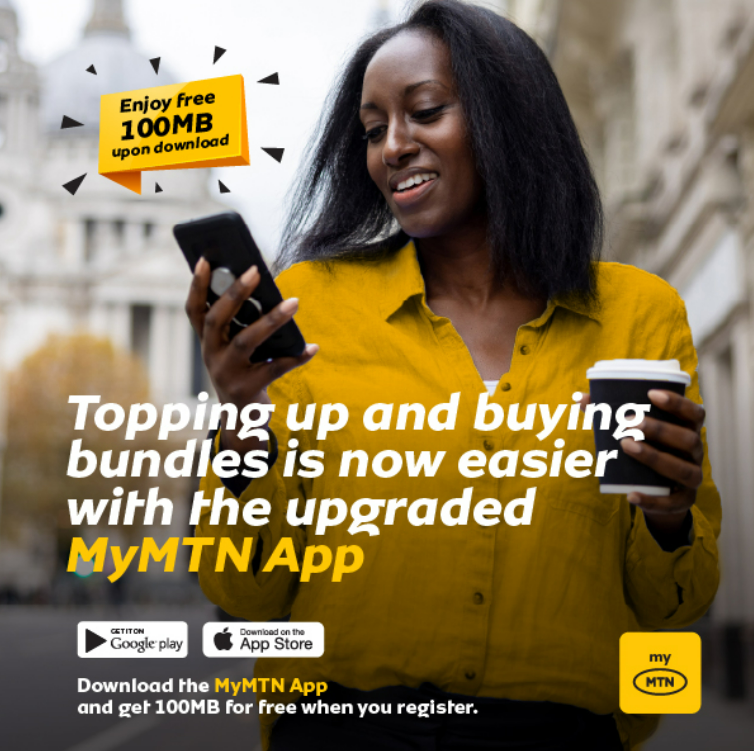 Enjoy free
100MB
upon download
Topping up and buying
bundles is now easier
with the upgraded
MyMTN App
GET IT ON
Google play
Download on the
App Store
Download the MyMTN App
and get 100MB for free when you register.
my
MTN